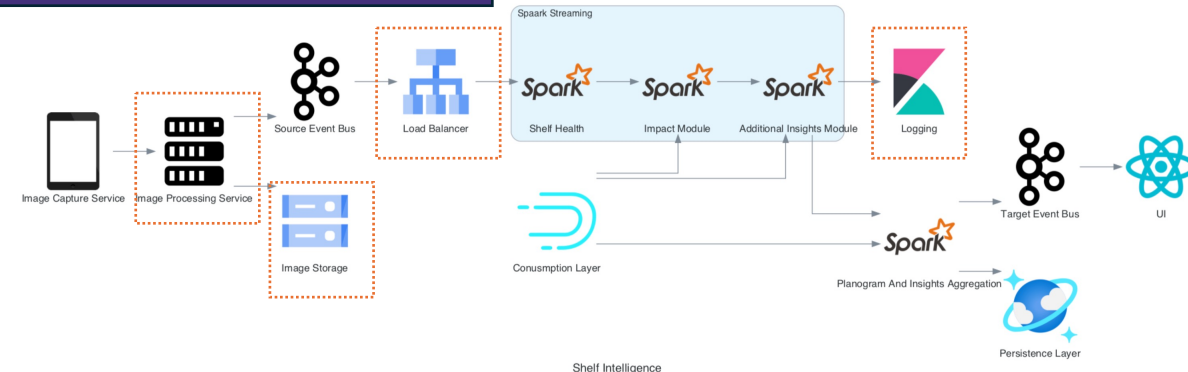 Spaark Streaming
Spark
Spark
Spark
Source Event Bus
Load Balancer
Shelf Health
Impact Module
Additional Insights Module
Logging
Image Capture Service
Image Processing Service
Image Storage
Conusmption Layer
Spark
Target Event Bus
UI
Planogram And Insights Aggregation
Persistence Layer
Shelf Intelligence